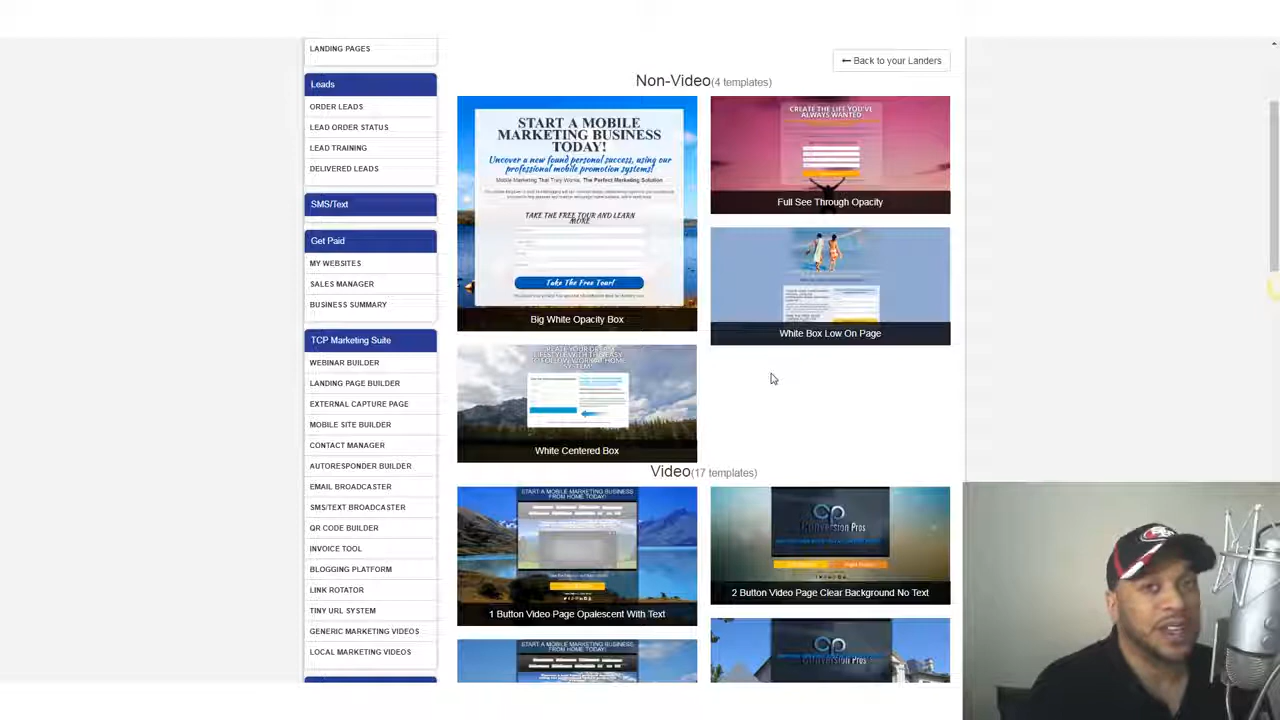 LANDING PAGES
Leads
ORDER LEADS
LEAD ORDER STATUS
LEAD TRAINING
DELIVERED LEADS
SMS/Text
Get Paid
MY WEBSITES
SALES MANAGER
BUSINESS SUMMARY
TCP Marketing Suite
WEBINAR BUILDER
LANDING PAGE BUILDER
EXTERNAL CAPTURE PAGE
MOBILE SITE BUILDER
CONTACT MANAGER
AUTORESPONDER BUILDER
EMAIL BROADCASTER
SMS/TEXT BROADCASTER
QR CODE BUILDER
INVOICE TOOL
BLOGGING PLATFORM
LINK ROTATOR
TINY URL SYSTEM
GENERIC MARKETING VIDEOS
LOCAL MARKETING VIDEOS
Back to your Landers
Non-Video(4 templates)
START A MOBILE
MARKETING BUSINESS
TODAY!
Uncover a new found personal success, using our
professional mobile promotion systems!
Mobile Marketing That They Works, The Perfect Marketing Solution
TAKE THE FREE TOUR AND LEARN
MORE
Take The Free Tour!
Big White Opacity Box
CREATE THE LIFE YOU'VE
ALWAYS WANTED
Full See Through Opacity
White Box Low On Page
White Centered Box
Video(17 templates)
START A MOBILE MARKETING BUSINESS
FROM HOME TODAY!
1 Button Video Page Opalescent With Text
Conversion Pros
2 Button Video Page Clear Background No Text
START A MOBILE MARKETING BUSINESS
FROM HOME TODAY!
Conversion Pros